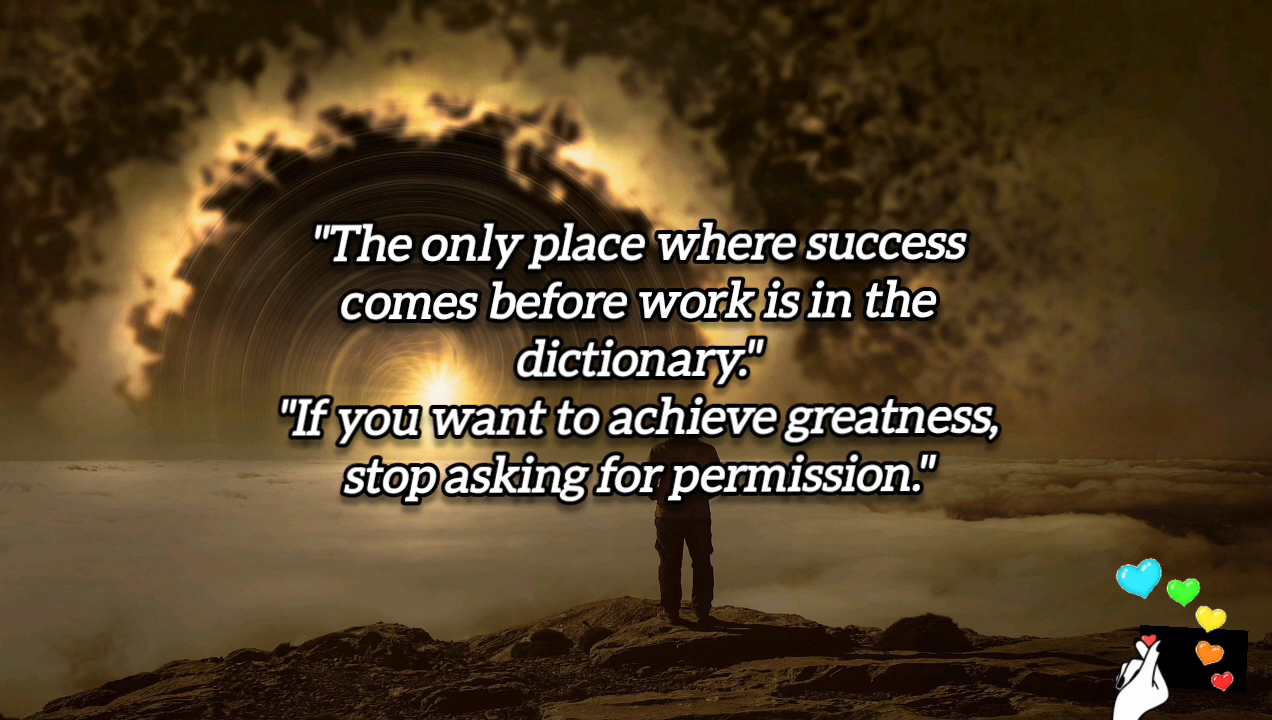 "The only place where success
comes before work is in the
dictionary."
"If you want to achieve greatness,
stop asking for permission."